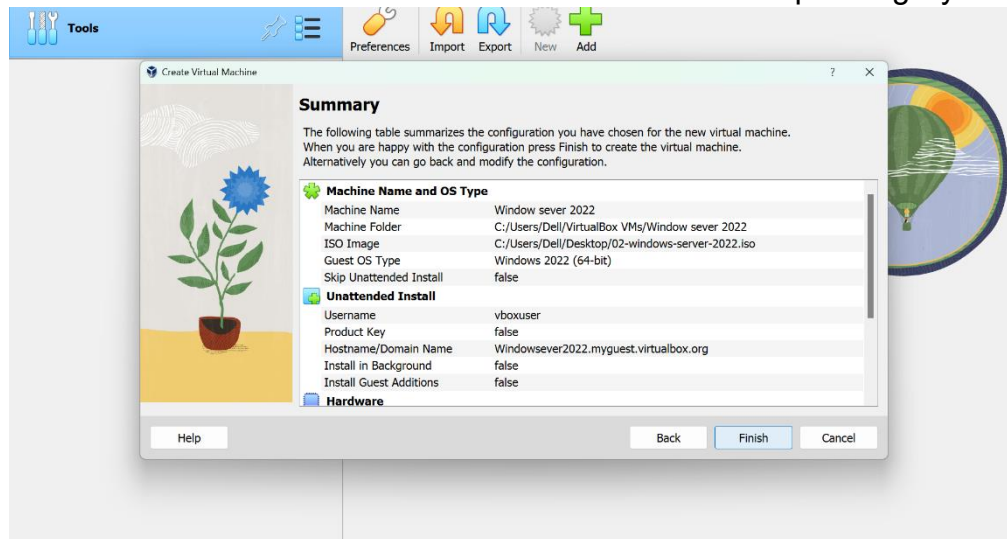 Tools
Preferences Import Export New Add
Create Virtual Machine
? X
Summary
The following table summarizes the configuration you have chosen for the new virtual machine.
When you are happy with the configuration press Finish to create the virtual machine.
Alternatively you can go back and modify the configuration.
Machine Name and OS Type
Machine Name Window sever 2022
Machine Folder C:/Users/Dell/VirtualBox VMs/Window sever 2022
ISO Image C:/Users/Dell/Desktop/02-windows-server-2022.iso
Guest OS Type Windows 2022 (64-bit)
Skip Unattended Install false
Unattended Install
Username vboxuser
Product Key false
Hostname/Domain Name Windowsever2022.myguest.virtualbox.org
Install in Background false
Install Guest Additions false
Hardware
Help Back Finish Cancel